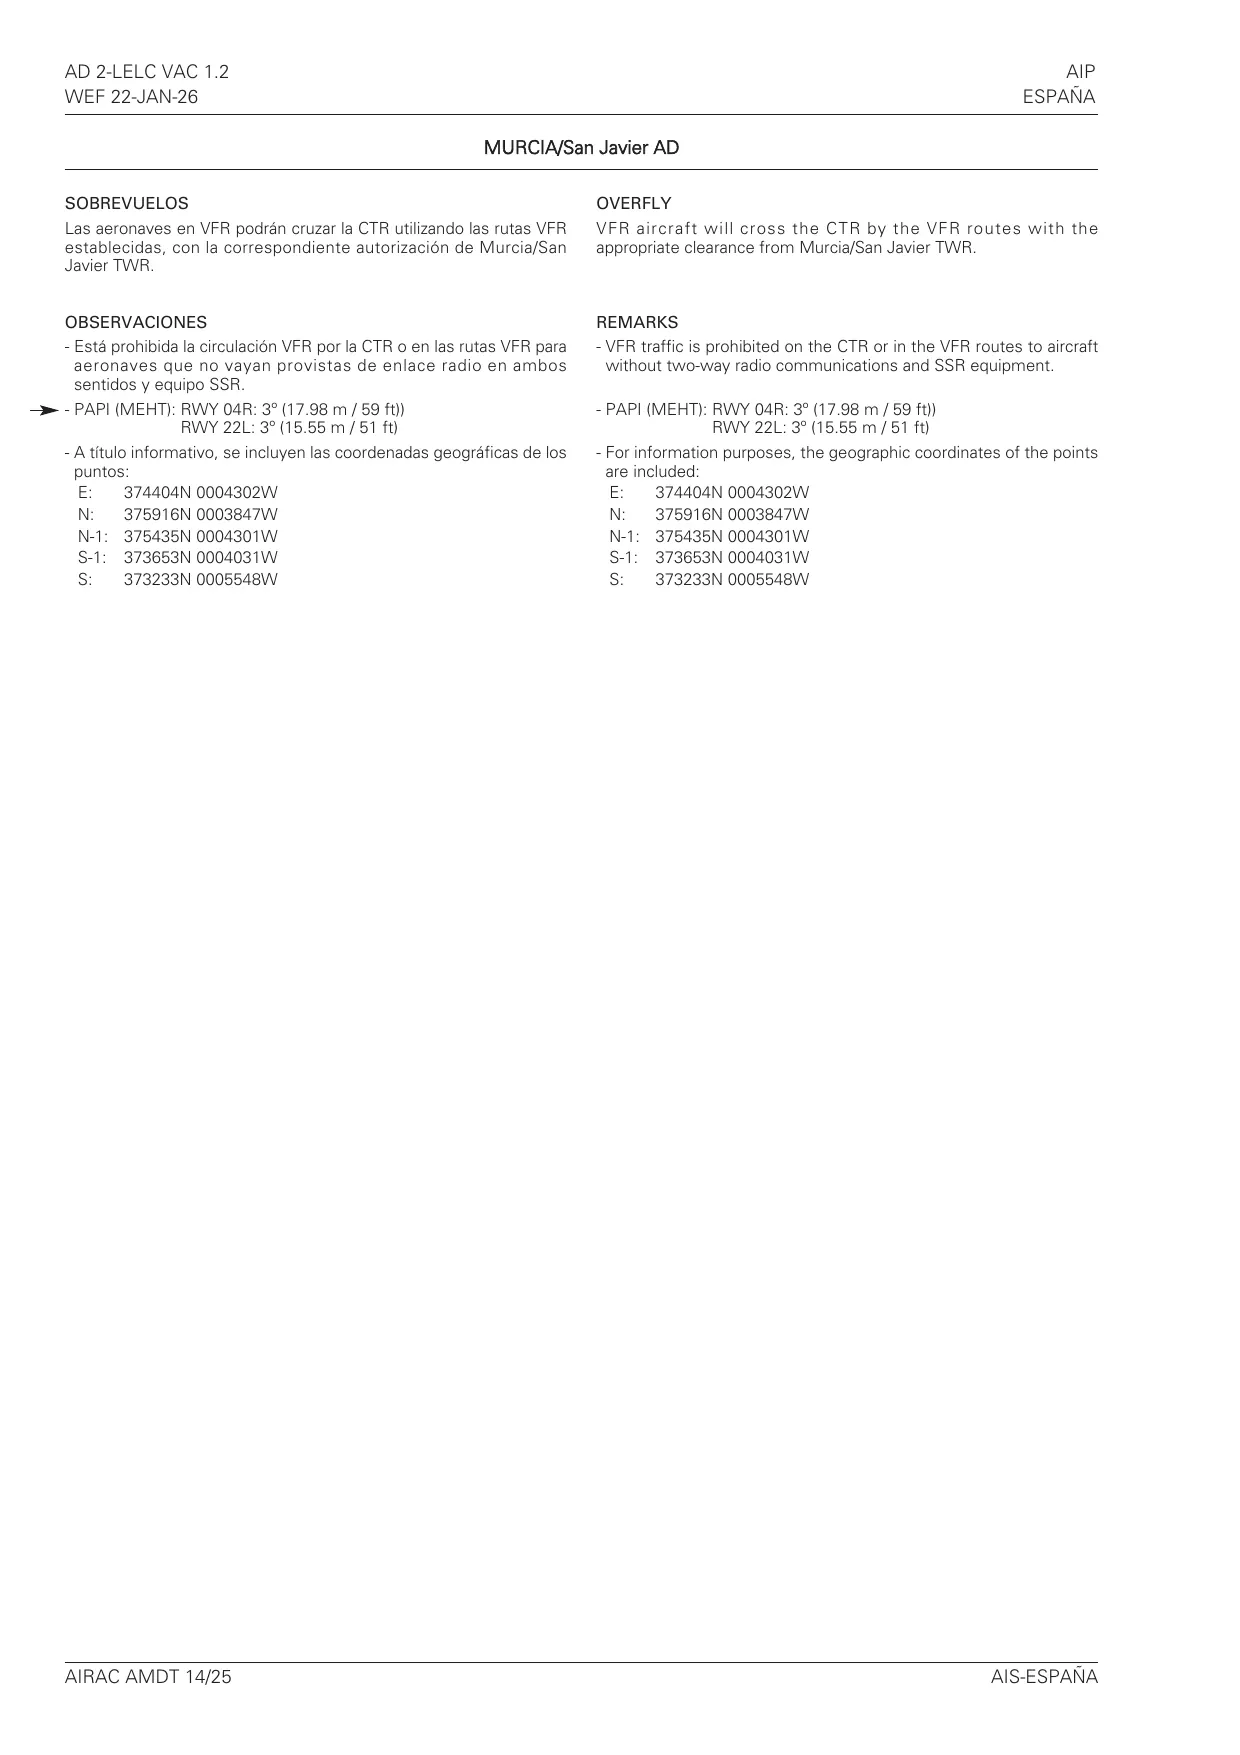 AD 2-LELC VAC 1.2
WEF 22-JAN-26
AIP
ESPAÑA
MURCIA/San Javier AD
SOBREVUELOS
Las aeronaves en VFR podrán cruzar la CTR utilizando las rutas VFR
establecidas, con la correspondiente autorización de Murcia/San
Javier TWR.
OBSERVACIONES
- Está prohibida la circulación VFR por la CTR o en las rutas VFR para
aeronaves que no vayan provistas de enlace radio en ambos
sentidos y equipo SSR.
- PAPI (MEHT): RWY 04R: 3º (17.98 m / 59 ft))
RWY 22L: 3º (15.55 m / 51 ft)
- A título informativo, se incluyen las coordenadas geográficas de los
puntos:
E: 374404N 0004302W
N: 375916N 0003847W
N-1: 375435N 0004301W
S-1: 373653N 0004031W
S: 373233N 0005548W
OVERFLY
VFR aircraft will cross the CTR by the VFR routes with the
appropriate clearance from Murcia/San Javier TWR.
REMARKS
- VFR traffic is prohibited on the CTR or in the VFR routes to aircraft
without two-way radio communications and SSR equipment.
- PAPI (MEHT): RWY 04R: 3º (17.98 m / 59 ft))
RWY 22L: 3º (15.55 m / 51 ft)
- For information purposes, the geographic coordinates of the points
are included:
E: 374404N 0004302W
N: 375916N 0003847W
N-1: 375435N 0004301W
S-1: 373653N 0004031W
S: 373233N 0005548W
AIRAC AMDT 14/25
AIS-ESPAÑA